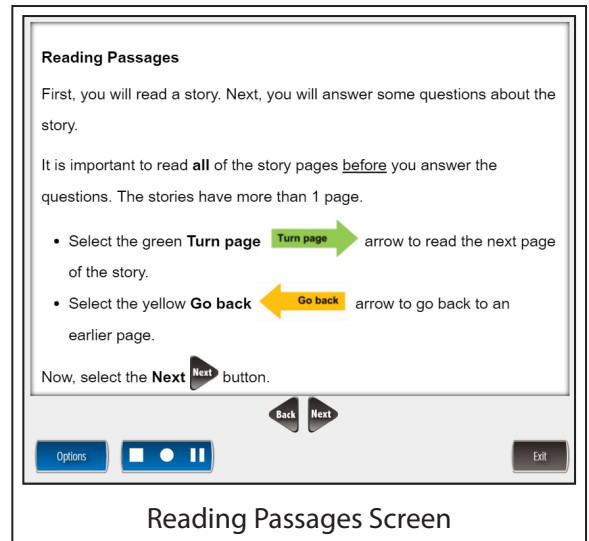 Reading Passages
First, you will read a story. Next, you will answer some questions about the
story.
It is important to read all of the story pages before you answer the
questions. The stories have more than 1 page.
• Select the green Turn page Turn page arrow to read the next page
of the story.
• Select the yellow Go back Go back arrow to go back to an
earlier page.
Now, select the Next Next button.
Back Next
Options Exit
Reading Passages Screen